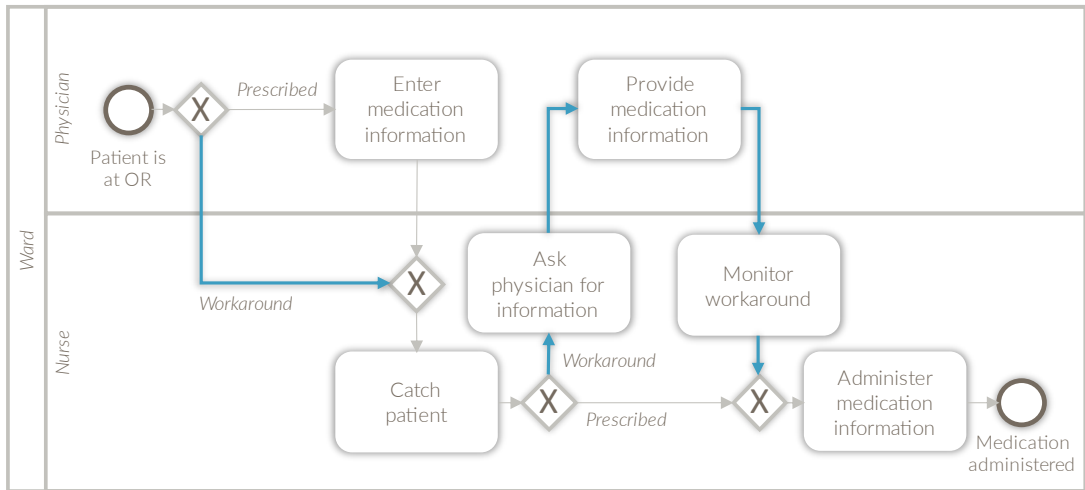 Ward
Physician
Patient is
at OR
X
Prescribed
Enter
medication
information
Provide
medication
information
Nurse
Workaround
X
Ask
physician for
information
Monitor
workaround
Catch
patient
X
Workaround
Prescribed
X
Administer
medication
information
Medication
administered